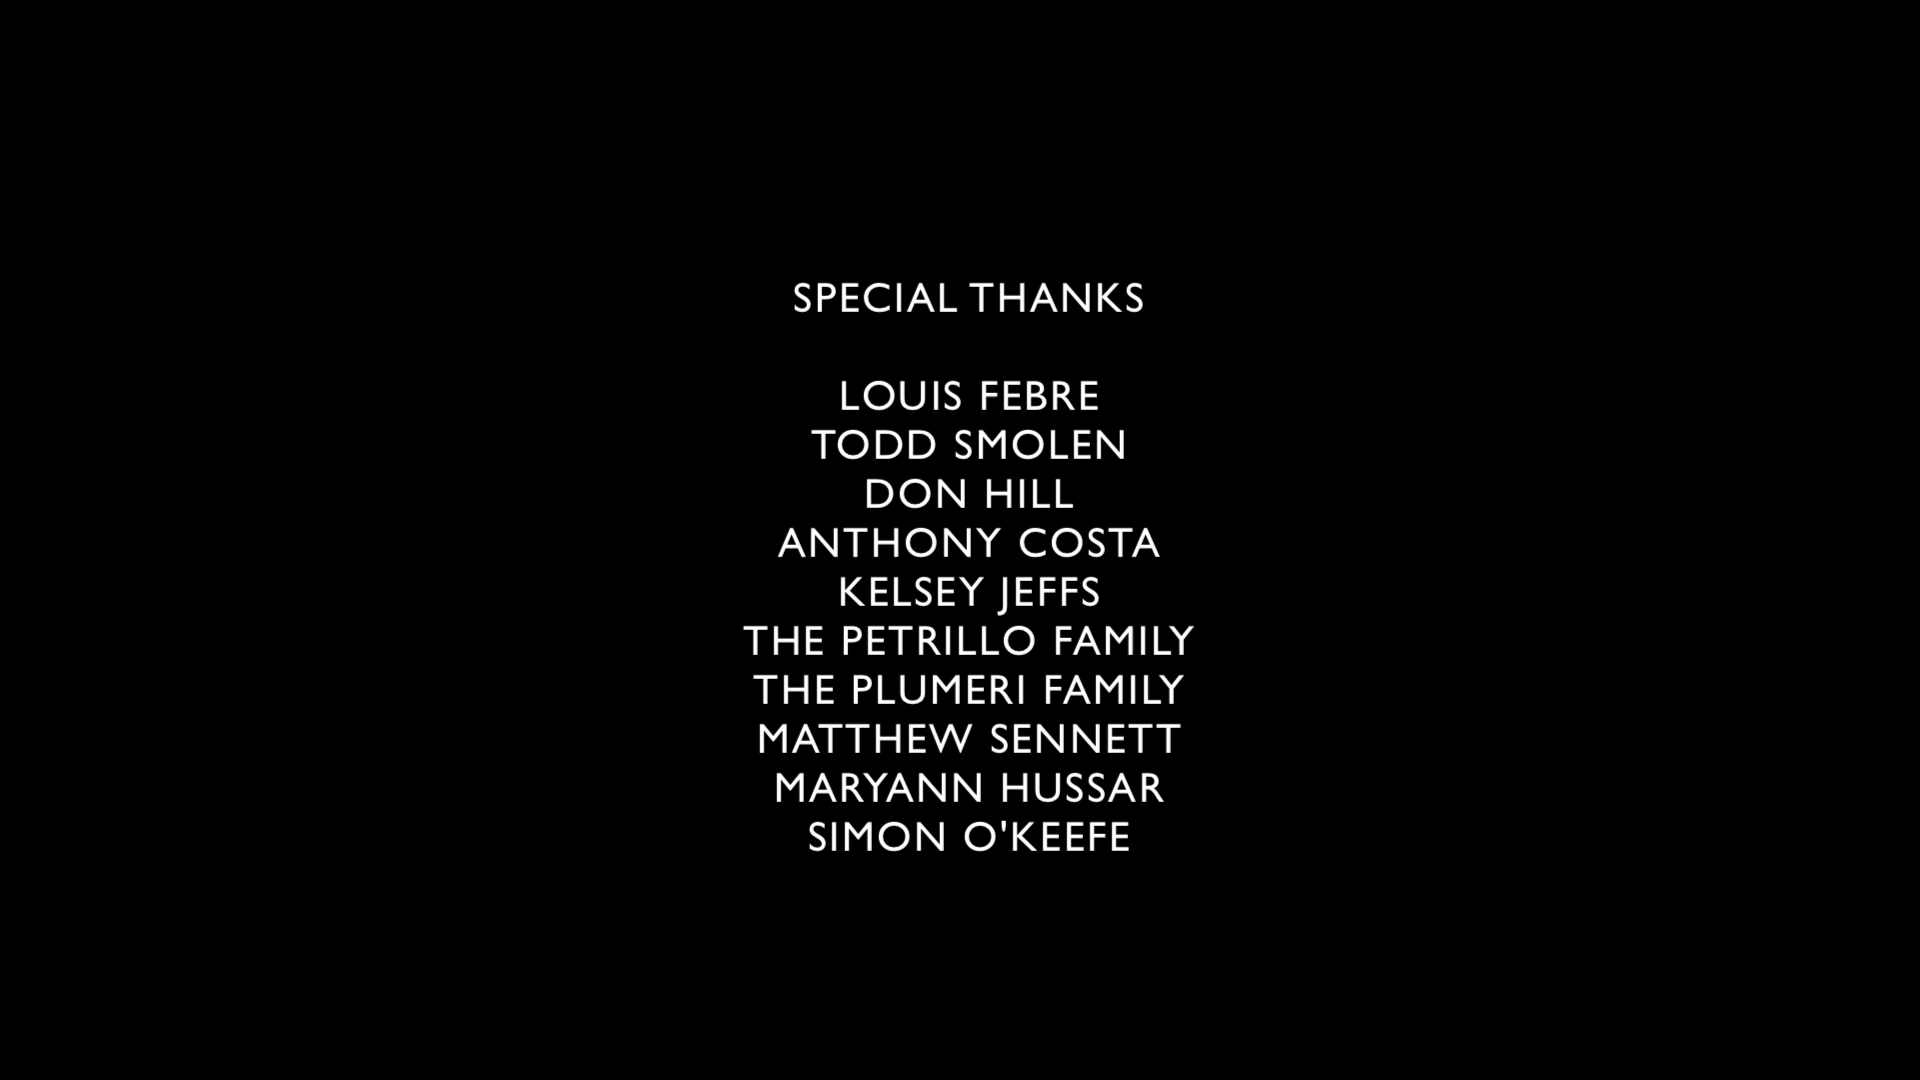 SPECIAL THANKS
LOUIS FEBRE
TODD SMOLEN
DON HILL
ANTHONY COSTA
KELSEY JEFFS
THE PETRILLO FAMILY
THE PLUMERI FAMILY
MATTHEW SENNETT
MARYANN HUSSAR
SIMON O'KEEFE